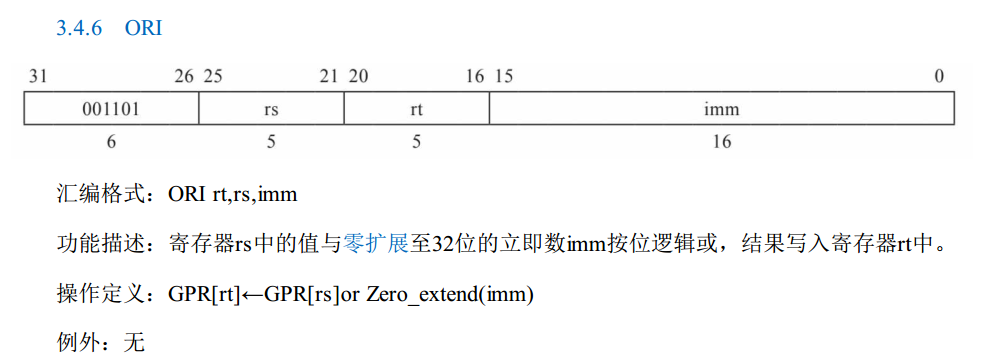 3.4.6 ORI
31 26 25 21 20 16 15 0
001101 rs rt imm
6 5 5 16
汇编格式：ORI rt,rs,imm
功能描述：寄存器rs中的值与零扩展至32位的立即数imm按位逻辑或，结果写入寄存器rt中。
操作定义：GPR[rt]←GPR[rs]or Zero_extend(imm)
例外：无